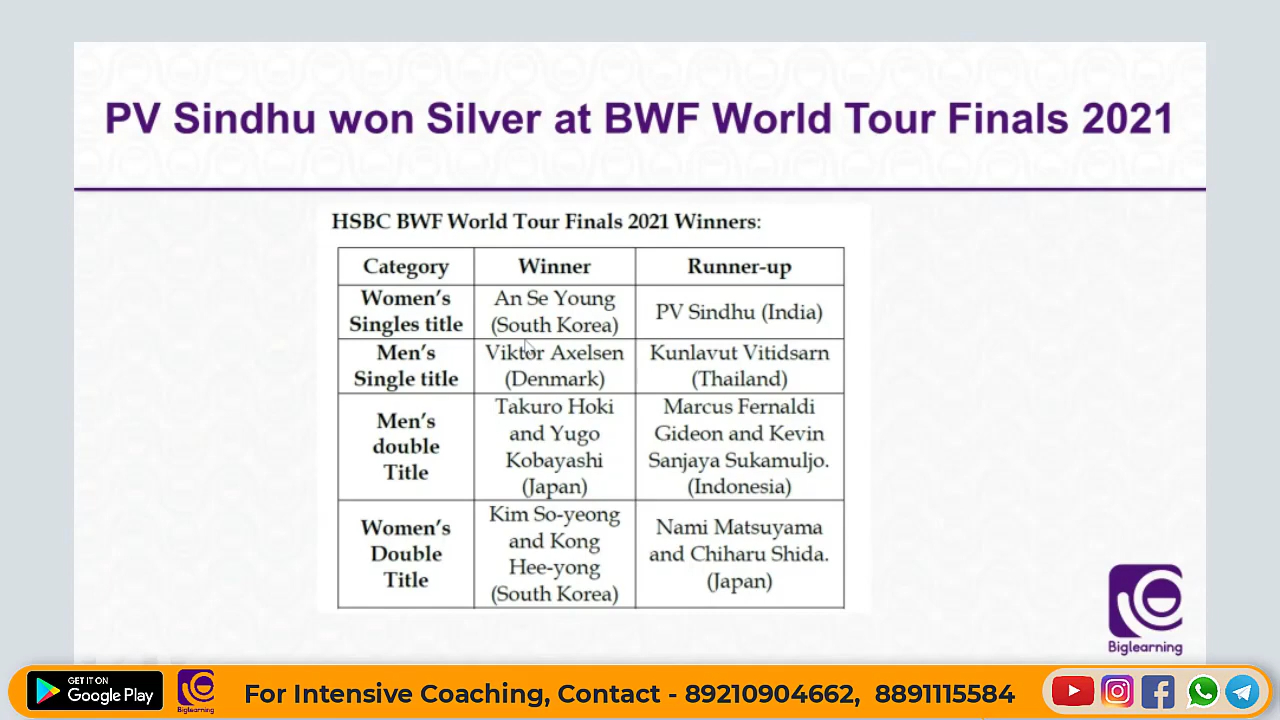 PV Sindhu won Silver at BWF World Tour Finals 2021
HSBC BWF World Tour Finals 2021 Winners:
Category Winner Runner-up
Women's Singles title
An Se Young (South Korea)
PV Sindhu (India)
Men's Single title
Viktor Axelsen (Denmark)
Kunlavut Vitidsarn (Thailand)
Men's double Title
Takuro Hoki and Yugo Kobayashi (Japan)
Marcus Fernaldi Gideon and Kevin Sanjaya Sukamuljo. (Indonesia)
Women's Double Title
Kim So-yeong and Kong Hee-yong (South Korea)
Nami Matsuyama and Chiharu Shida. (Japan)
Biglearning
GET IT ON
Google Play
Biglearning
For Intensive Coaching, Contact - 89210904662, 8891115584